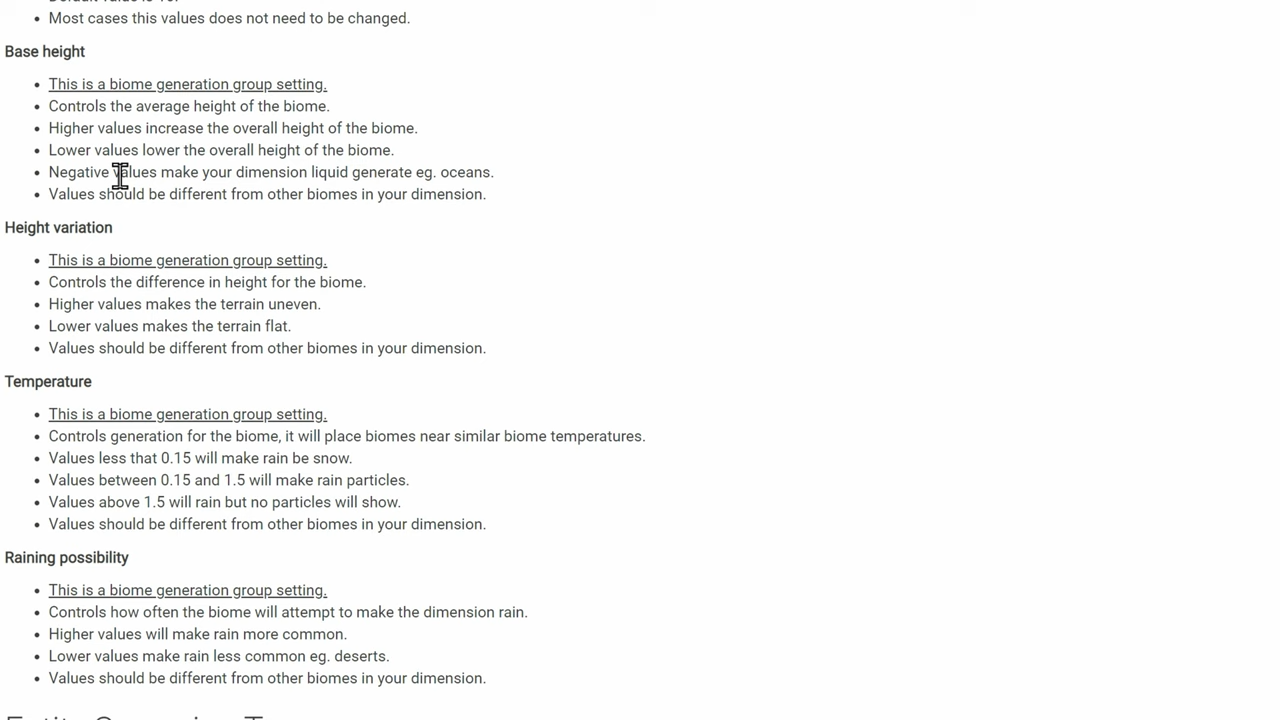 Most cases this values does not need to be changed.
Base height
This is a biome generation group setting.
Controls the average height of the biome.
Higher values increase the overall height of the biome.
Lower values lower the overall height of the biome.
Negative values make your dimension liquid generate eg. oceans.
Values should be different from other biomes in your dimension.
Height variation
This is a biome generation group setting.
Controls the difference in height for the biome.
Higher values makes the terrain uneven.
Lower values makes the terrain flat.
Values should be different from other biomes in your dimension.
Temperature
This is a biome generation group setting.
Controls generation for the biome, it will place biomes near similar biome temperatures.
Values less that 0.15 will make rain be snow.
Values between 0.15 and 1.5 will make rain particles.
Values above 1.5 will rain but no particles will show.
Values should be different from other biomes in your dimension.
Raining possibility
This is a biome generation group setting.
Controls how often the biome will attempt to make the dimension rain.
Higher values will make rain more common.
Lower values make rain less common eg. deserts.
Values should be different from other biomes in your dimension.